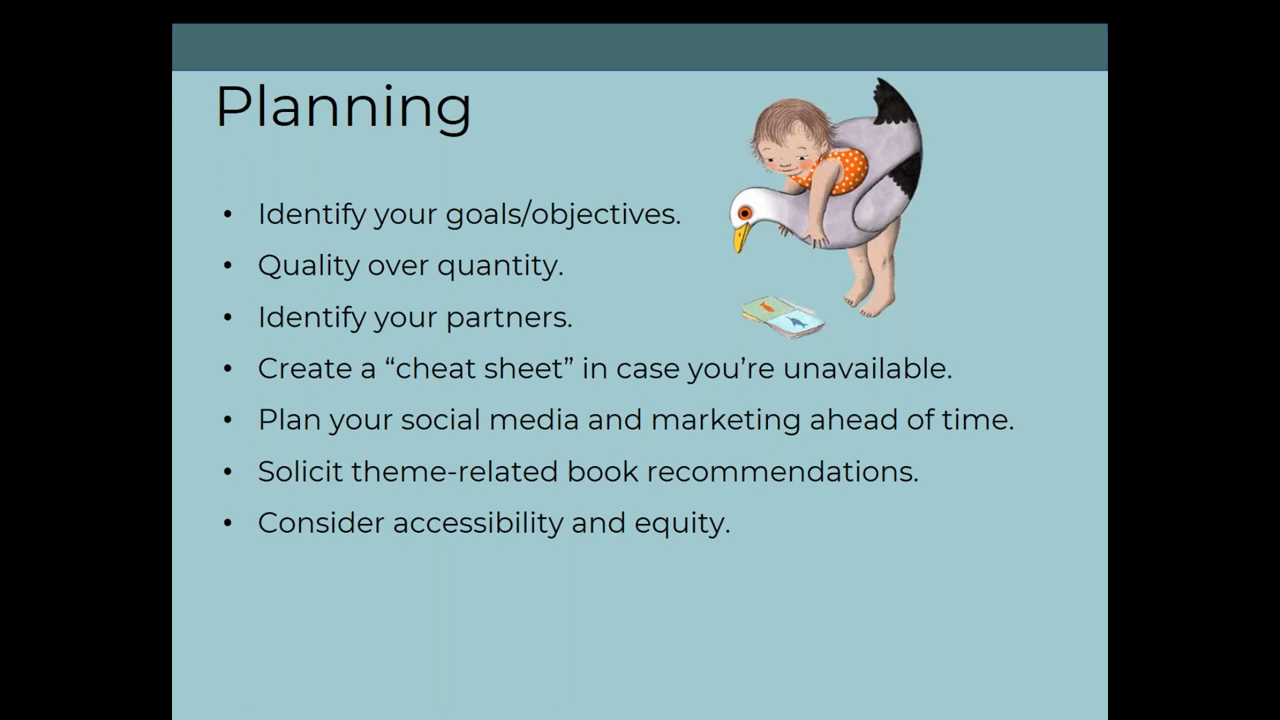 Planning
• Identify your goals/objectives.
• Quality over quantity.
• Identify your partners.
• Create a “cheat sheet” in case you’re unavailable.
• Plan your social media and marketing ahead of time.
• Solicit theme-related book recommendations.
• Consider accessibility and equity.